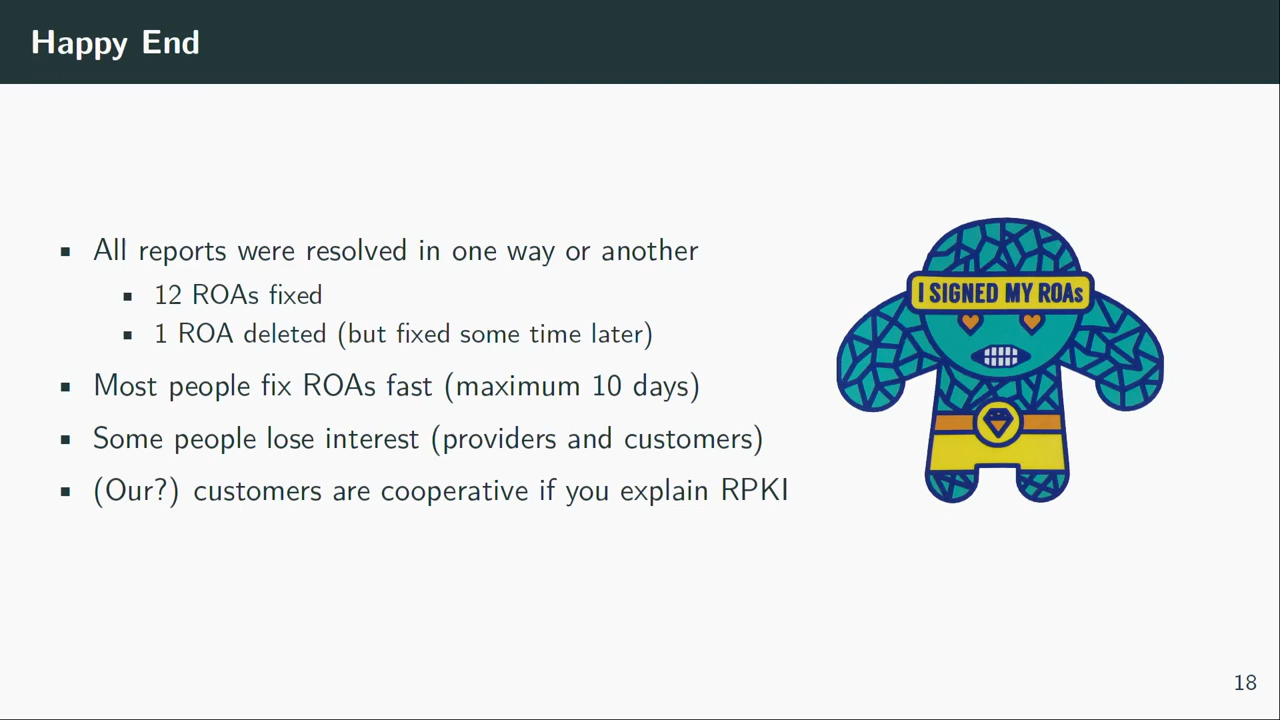 Happy End
▪ All reports were resolved in one way or another
▪ 12 ROAs fixed
▪ 1 ROA deleted (but fixed some time later)
▪ Most people fix ROAs fast (maximum 10 days)
▪ Some people lose interest (providers and customers)
▪ (Our?) customers are cooperative if you explain RPKI
I SIGNED MY ROAs
18